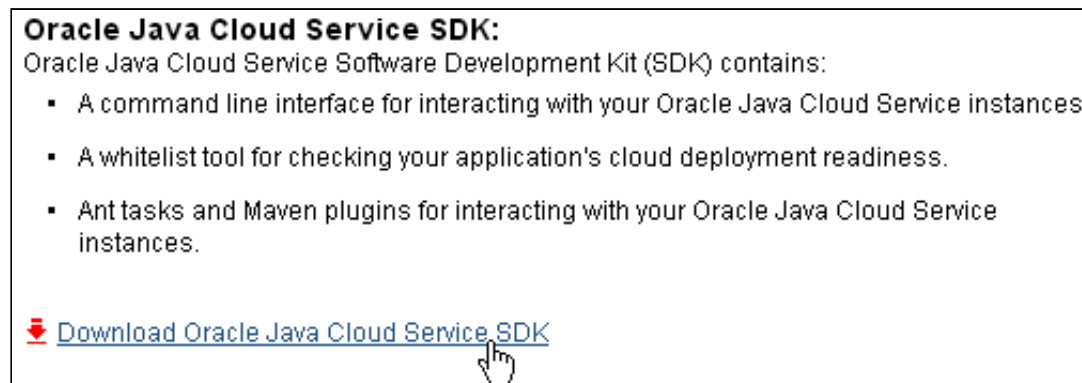 Oracle Java Cloud Service SDK:
Oracle Java Cloud Service Software Development Kit (SDK) contains:
▪ A command line interface for interacting with your Oracle Java Cloud Service instances
▪ A whitelist tool for checking your application's cloud deployment readiness.
▪ Ant tasks and Maven plugins for interacting with your Oracle Java Cloud Service
instances.
Download Oracle Java Cloud Service SDK